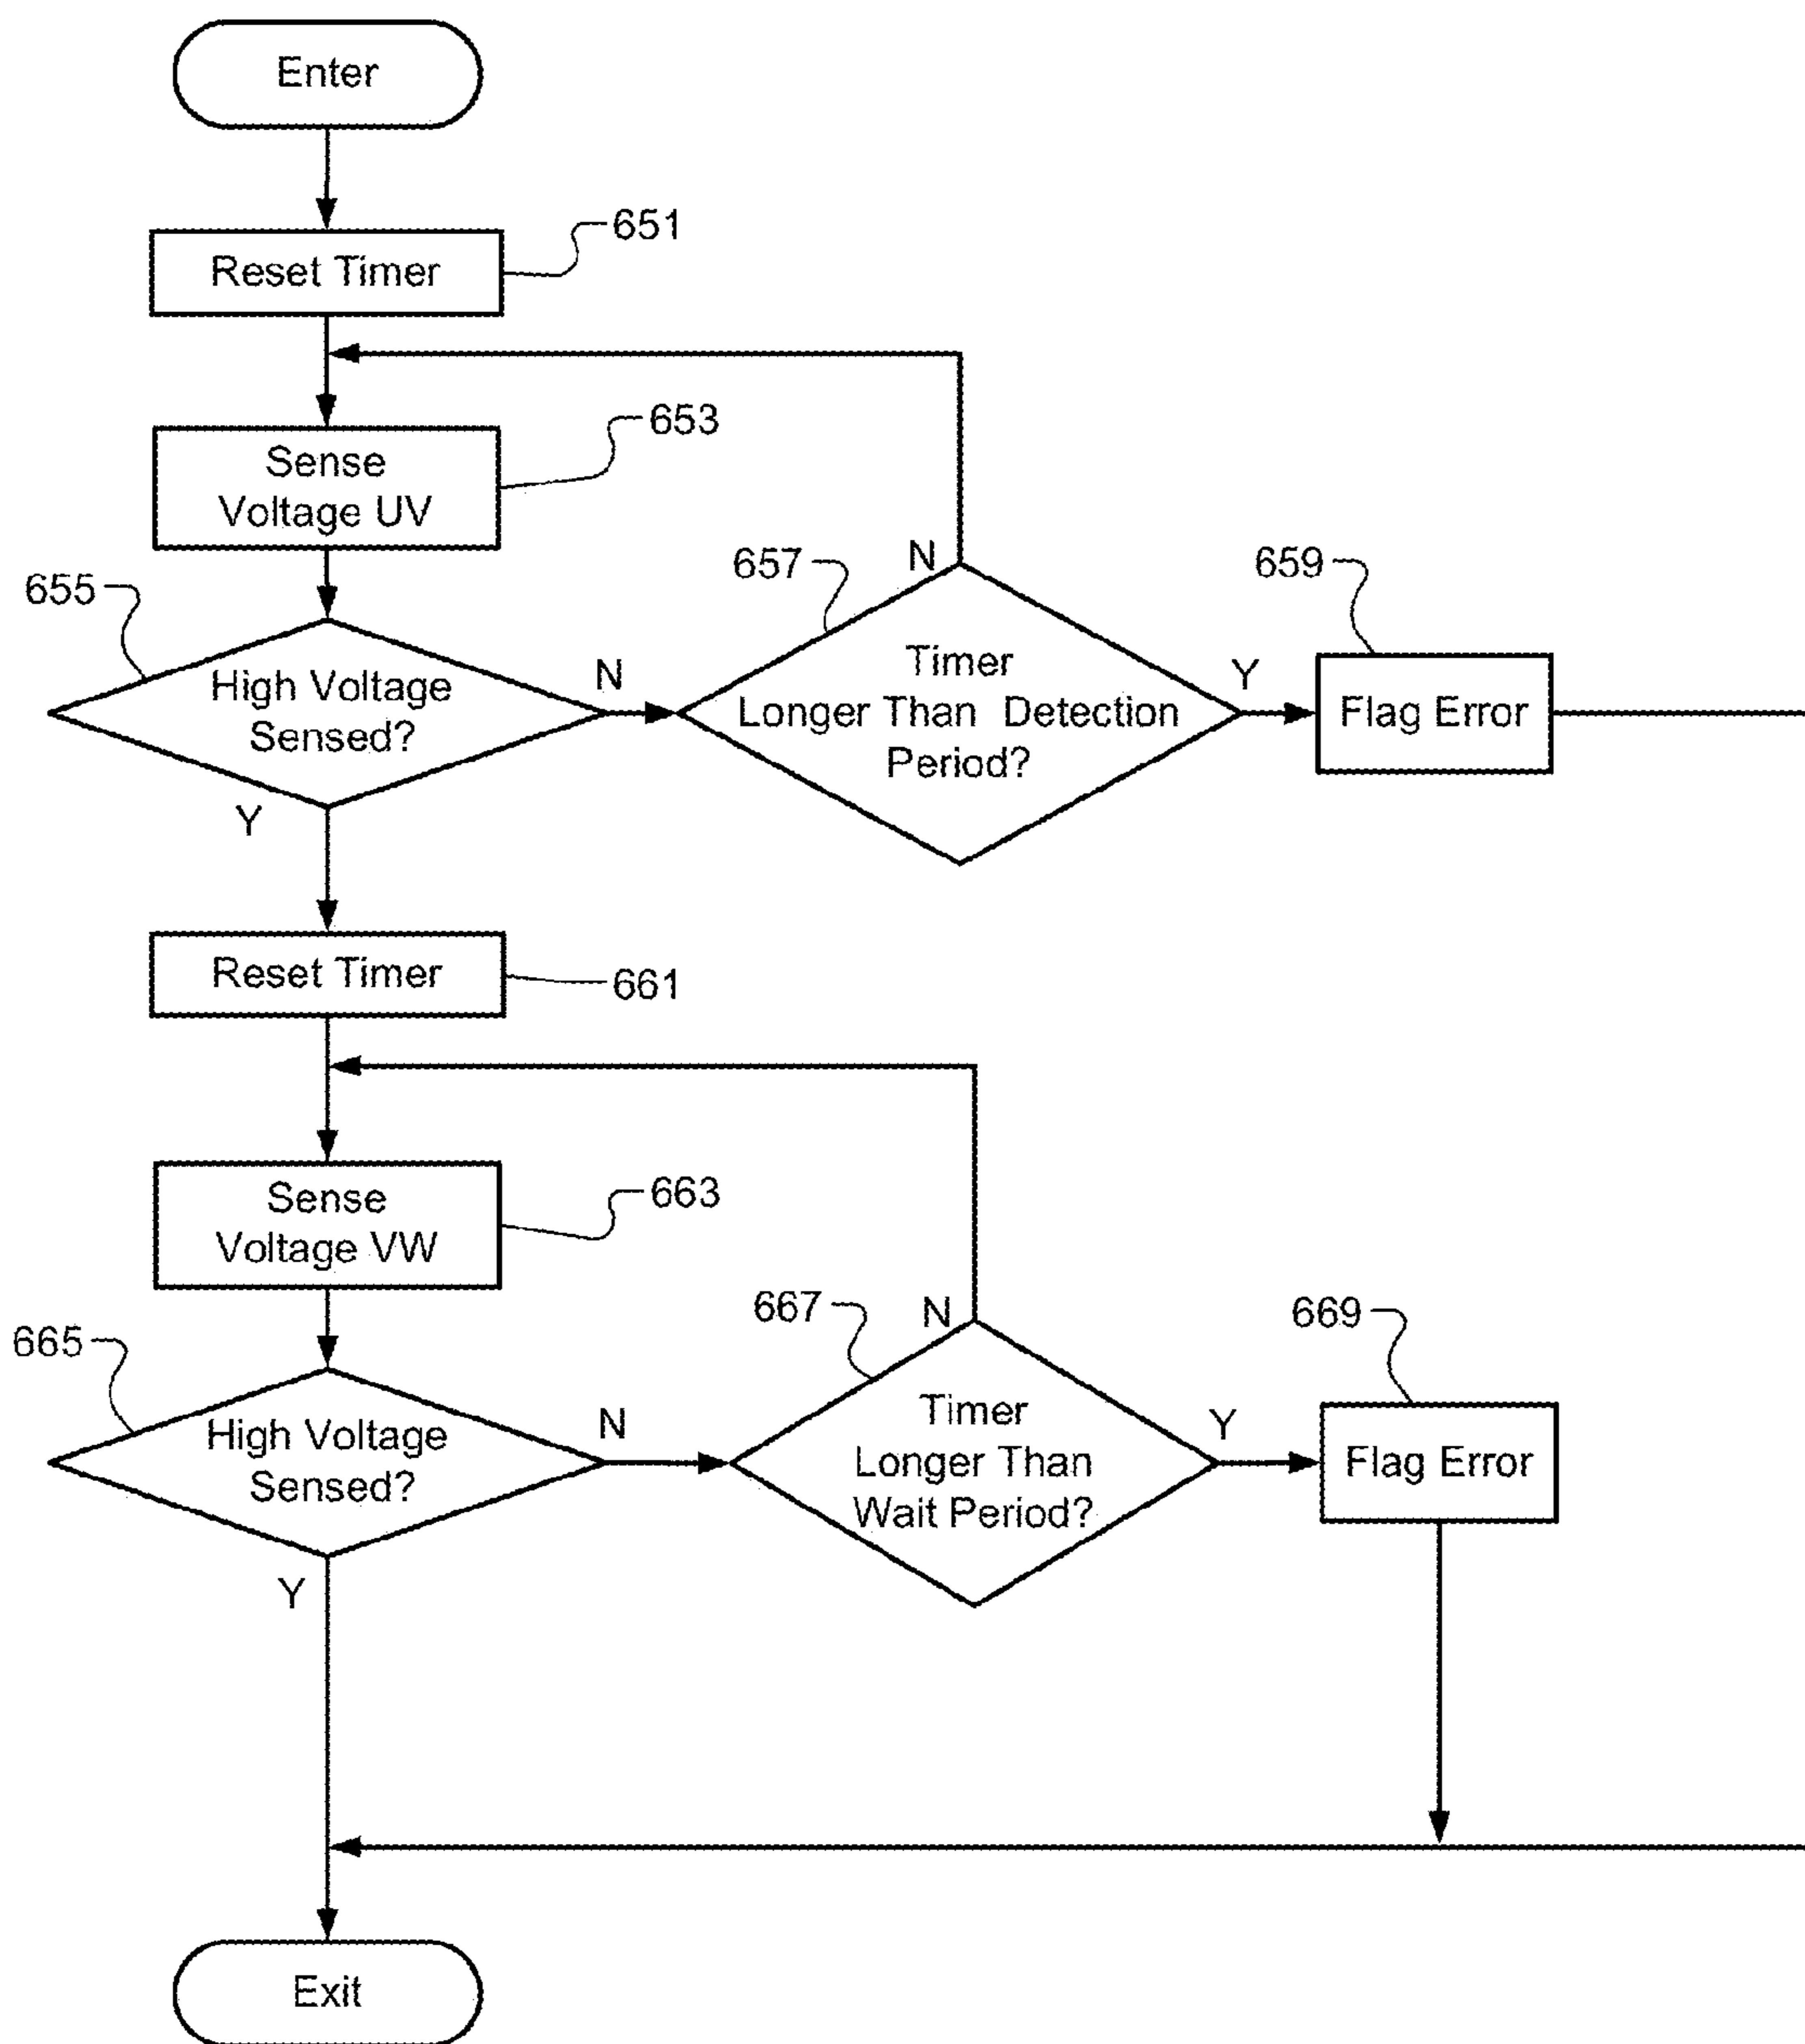 Enter
651
Reset Timer
653
Sense
Voltage UV
655
High Voltage
Sensed?
N
Y
657
N
Timer
Longer Than Detection
Period?
Y
659
Flag Error
Reset Timer
661
Sense
Voltage VW
663
665
High Voltage
Sensed?
N
Y
667
N
Timer
Longer Than
Wait Period?
Y
669
Flag Error
Exit